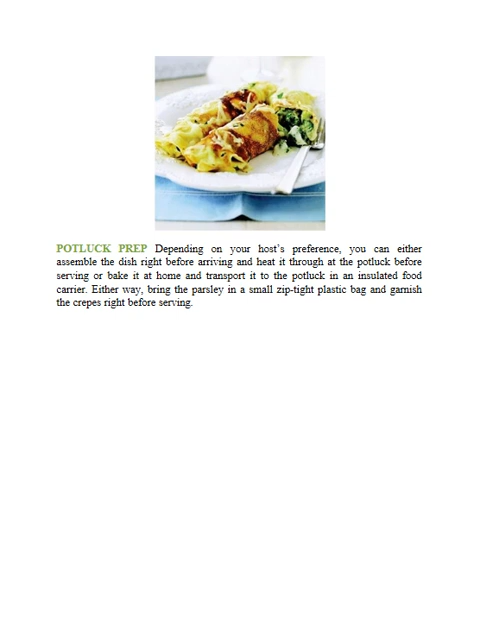 POTLUCK PREP Depending on your host’s preference, you can either
assemble the dish right before arriving and heat it through at the potluck before
serving or bake it at home and transport it to the potluck in an insulated food
carrier. Either way, bring the parsley in a small zip-tight plastic bag and garnish
the crepes right before serving.